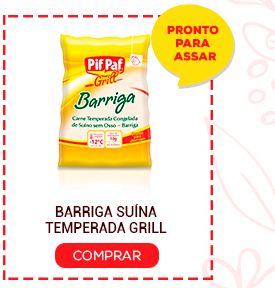 PRONTO
PARA
ASSAR
Pif Paf
Grill
Barriga
Carne Temperada Congelada
de Suíno sem Osso – Barriga
-12°C
BARRIGA SUÍNA
TEMPERADA GRILL
COMPRAR